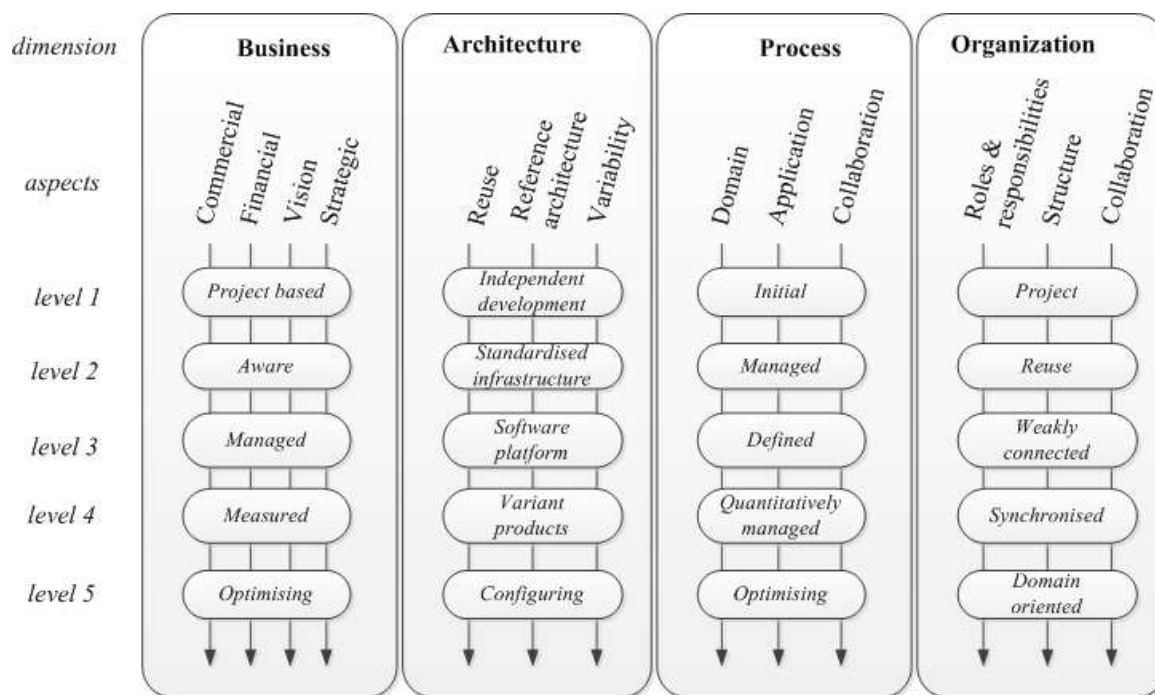 dimension
Business
Architecture
Process
Organization
aspects
Commercial
Financial
Vision
Strategic
Reuse
Reference
architecture
Variability
Domain
Application
Collaboration
Roles &
responsibilities
Structure
Collaboration
level 1
Project based
Independent
development
Initial
Project
level 2
Aware
Standardised
infrastructure
Managed
Reuse
level 3
Managed
Software
platform
Defined
Weakly
connected
level 4
Measured
Variant
products
Quantitatively
managed
Synchronised
level 5
Optimising
Configuring
Optimising
Domain
oriented